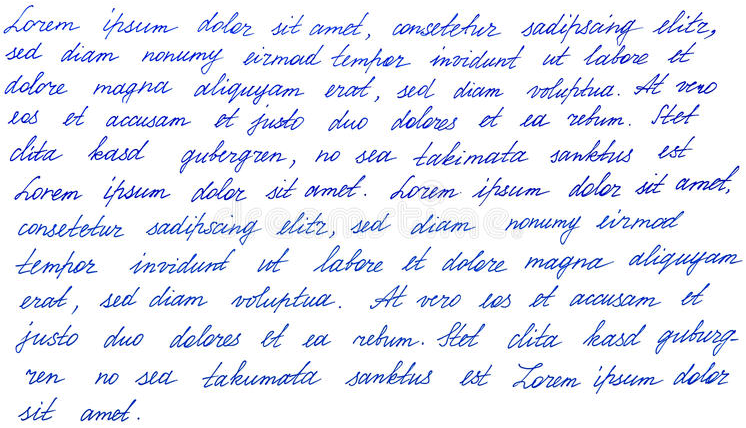 Lorem ipsum dolor sit amet, consetetur sadipscing elitr,
sed diam nonumy eirmod tempor invidunt ut labore et
dolore magna aliquyam erat, sed diam voluptua. At vero
eos et accusam et justo duo dolores et ea rebum. Stet
clita kasd gubergren, no sea takimata sanktus est
Lorem ipsum dolor sit amet. Lorem ipsum dolor sit amet,
consetetur sadipscing elitr, sed diam nonumy eirmod
tempor invidunt ut labore et dolore magna aliquyam
erat, sed diam voluptua. At vero eos et accusam et
justo duo dolores et ea rebum. Stet clita kasd guburg-
ren no sea takumata sanktus est Lorem ipsum dolor
sit amet.